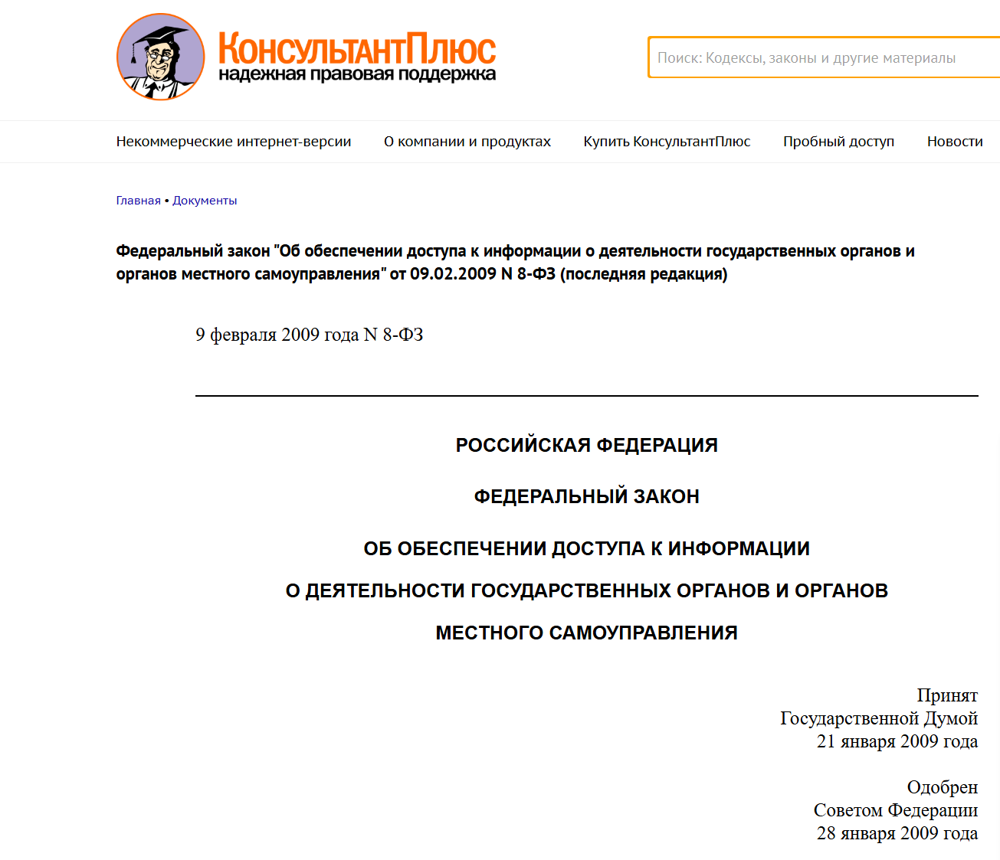 КонсультантПлюс
надежная правовая поддержка
Поиск: Кодексы, законы и другие материалы
Некоммерческие интернет-версии О компании и продуктах Купить КонсультантПлюс Пробный доступ Новости
Главная • Документы
Федеральный закон "Об обеспечении доступа к информации о деятельности государственных органов и
органов местного самоуправления" от 09.02.2009 N 8-ФЗ (последняя редакция)
9 февраля 2009 года N 8-ФЗ
РОССИЙСКАЯ ФЕДЕРАЦИЯ
ФЕДЕРАЛЬНЫЙ ЗАКОН
ОБ ОБЕСПЕЧЕНИИ ДОСТУПА К ИНФОРМАЦИИ
О ДЕЯТЕЛЬНОСТИ ГОСУДАРСТВЕННЫХ ОРГАНОВ И ОРГАНОВ
МЕСТНОГО САМОУПРАВЛЕНИЯ
Принят
Государственной Думой
21 января 2009 года
Одобрен
Советом Федерации
28 января 2009 года